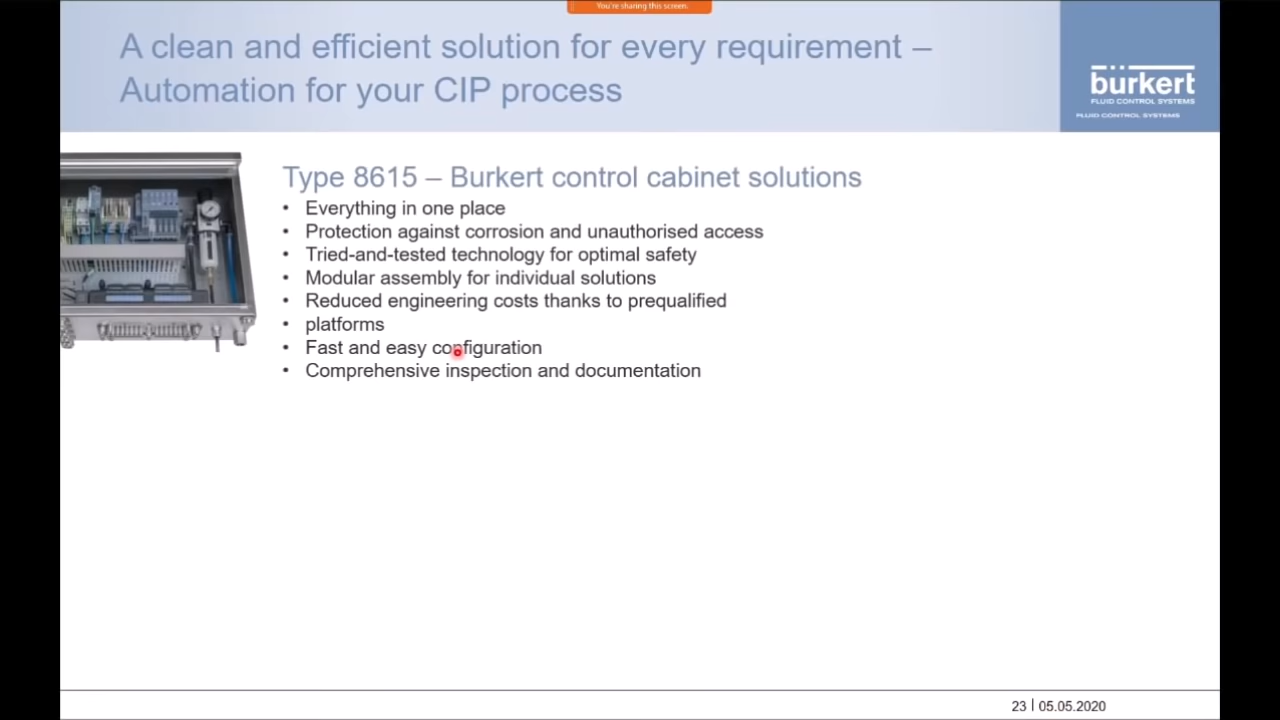 You're sharing this screen.
A clean and efficient solution for every requirement –
Automation for your CIP process
bürkert
FLUID CONTROL SYSTEMS
FLUID CONTROL SYSTEMS
Type 8615 – Burkert control cabinet solutions
• Everything in one place
• Protection against corrosion and unauthorised access
• Tried-and-tested technology for optimal safety
• Modular assembly for individual solutions
• Reduced engineering costs thanks to prequalified
• platforms
• Fast and easy configuration
• Comprehensive inspection and documentation
23 | 05.05.2020